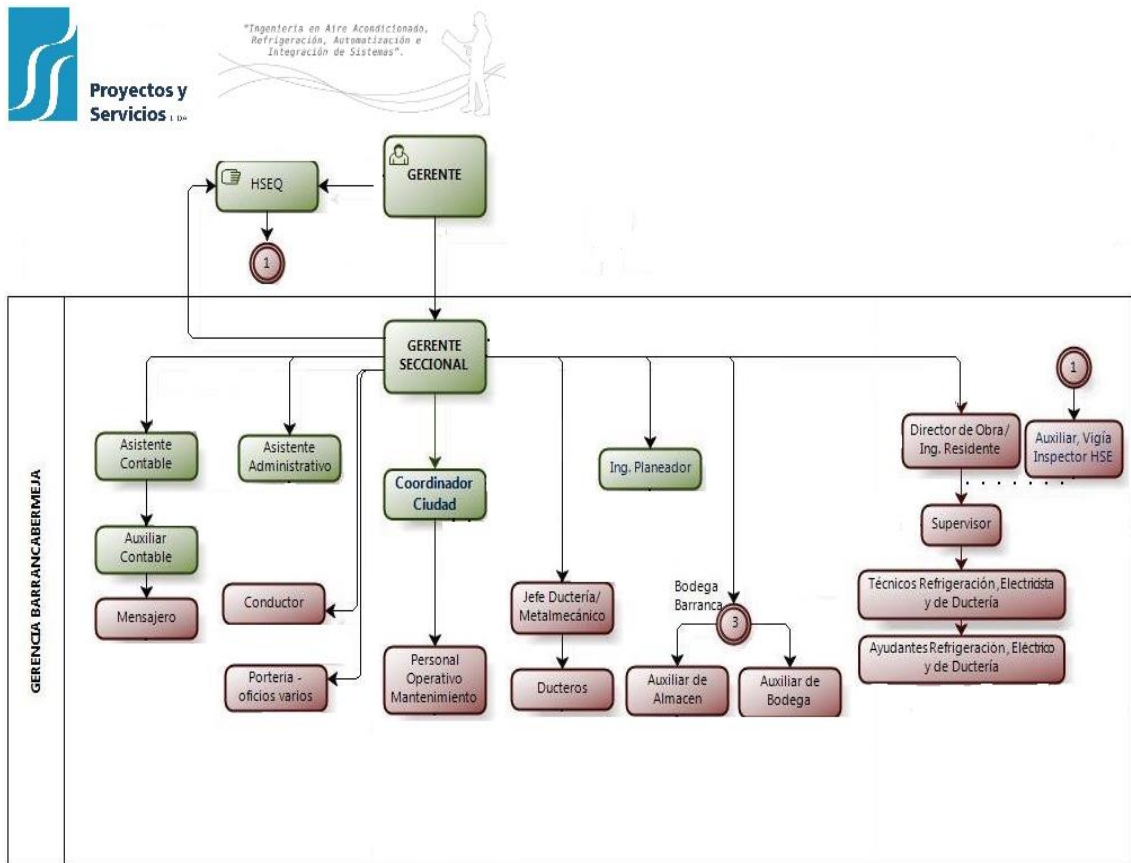 "Ingeniería en Aire Acondicionado,
Refrigeración, Automatización e
Integración de Sistemas".
Proyectos y
Servicios LTDA
HSEQ
GERENTE
1
GERENCIA BARRANCABERMEJA
GERENTE
SECCIONAL
1
Asistente
Contable
Asistente
Administrativo
Coordinador
Ciudad
Ing. Planeador
Director de Obra/
Ing. Residente
Auxiliar, Vigía
Inspector HSE
Supervisor
Auxiliar
Contable
Mensajero
Conductor
Jefe Ductería/
Metalmecánico
Bodega
Barranca
3
Técnicos Refrigeración, Electricista
y de Ductería
Ayudantes Refrigeración, Eléctrico
y de Ductería
Porteria -
oficios varios
Personal
Operativo
Mantenimiento
Ducteros
Auxiliar de
Almacen
Auxiliar de
Bodega